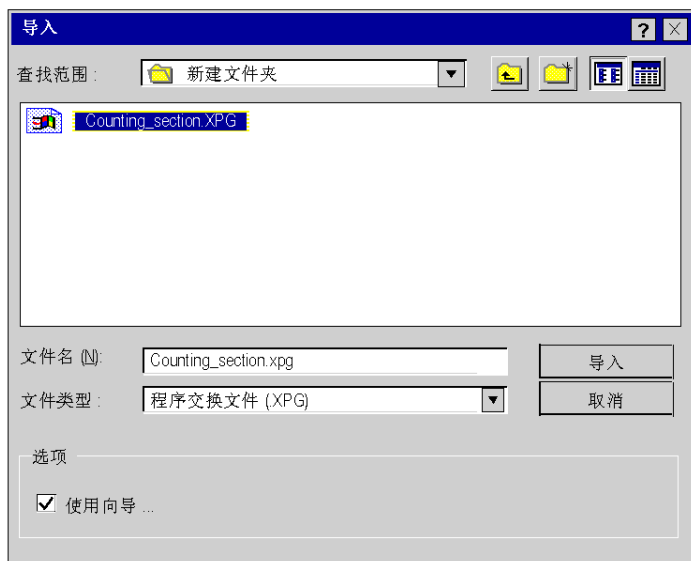 导入
查找范围 :
新建文件夹
Counting_section.XPG
文件名 (N):
Counting_section.xpg
导入
文件类型 :
程序交换文件 (.XPG)
取消
选项
使用向导 ...